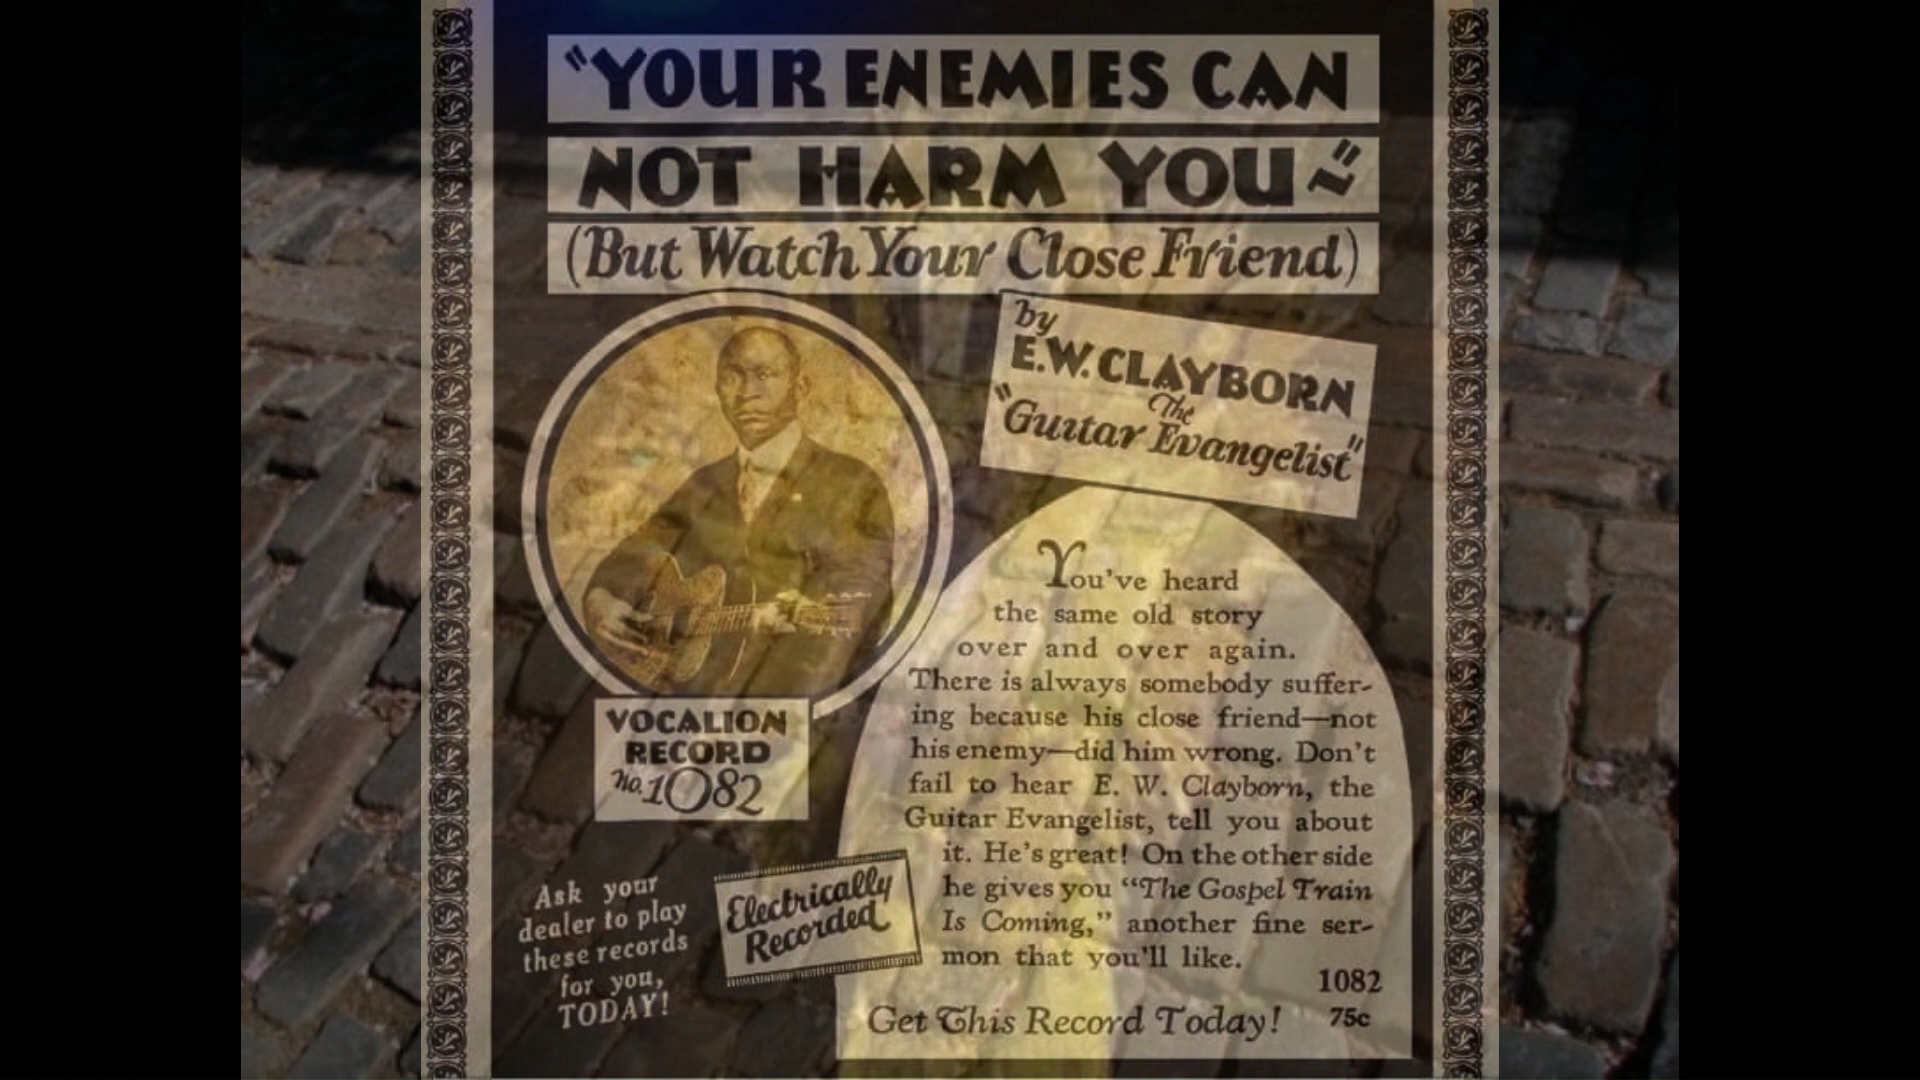 "YOUR ENEMIES CAN
NOT HARM YOU~"
(But Watch Your Close Friend)
by
E.W. CLAYBORN
The
"Guitar Evangelist"
You've heard
the same old story
over and over again.
There is always somebody suffer-
ing because his close friend—not
his enemy—did him wrong. Don't
fail to hear E. W. Clayborn, the
Guitar Evangelist, tell you about
it. He's great! On the other side
he gives you "The Gospel Train
Is Coming," another fine ser-
mon that you'll like.
1082
Get This Record Today! 75c
VOCALION
RECORD
No. 1082
Electrically
Recorded
Ask your
dealer to play
these records
for you,
TODAY!